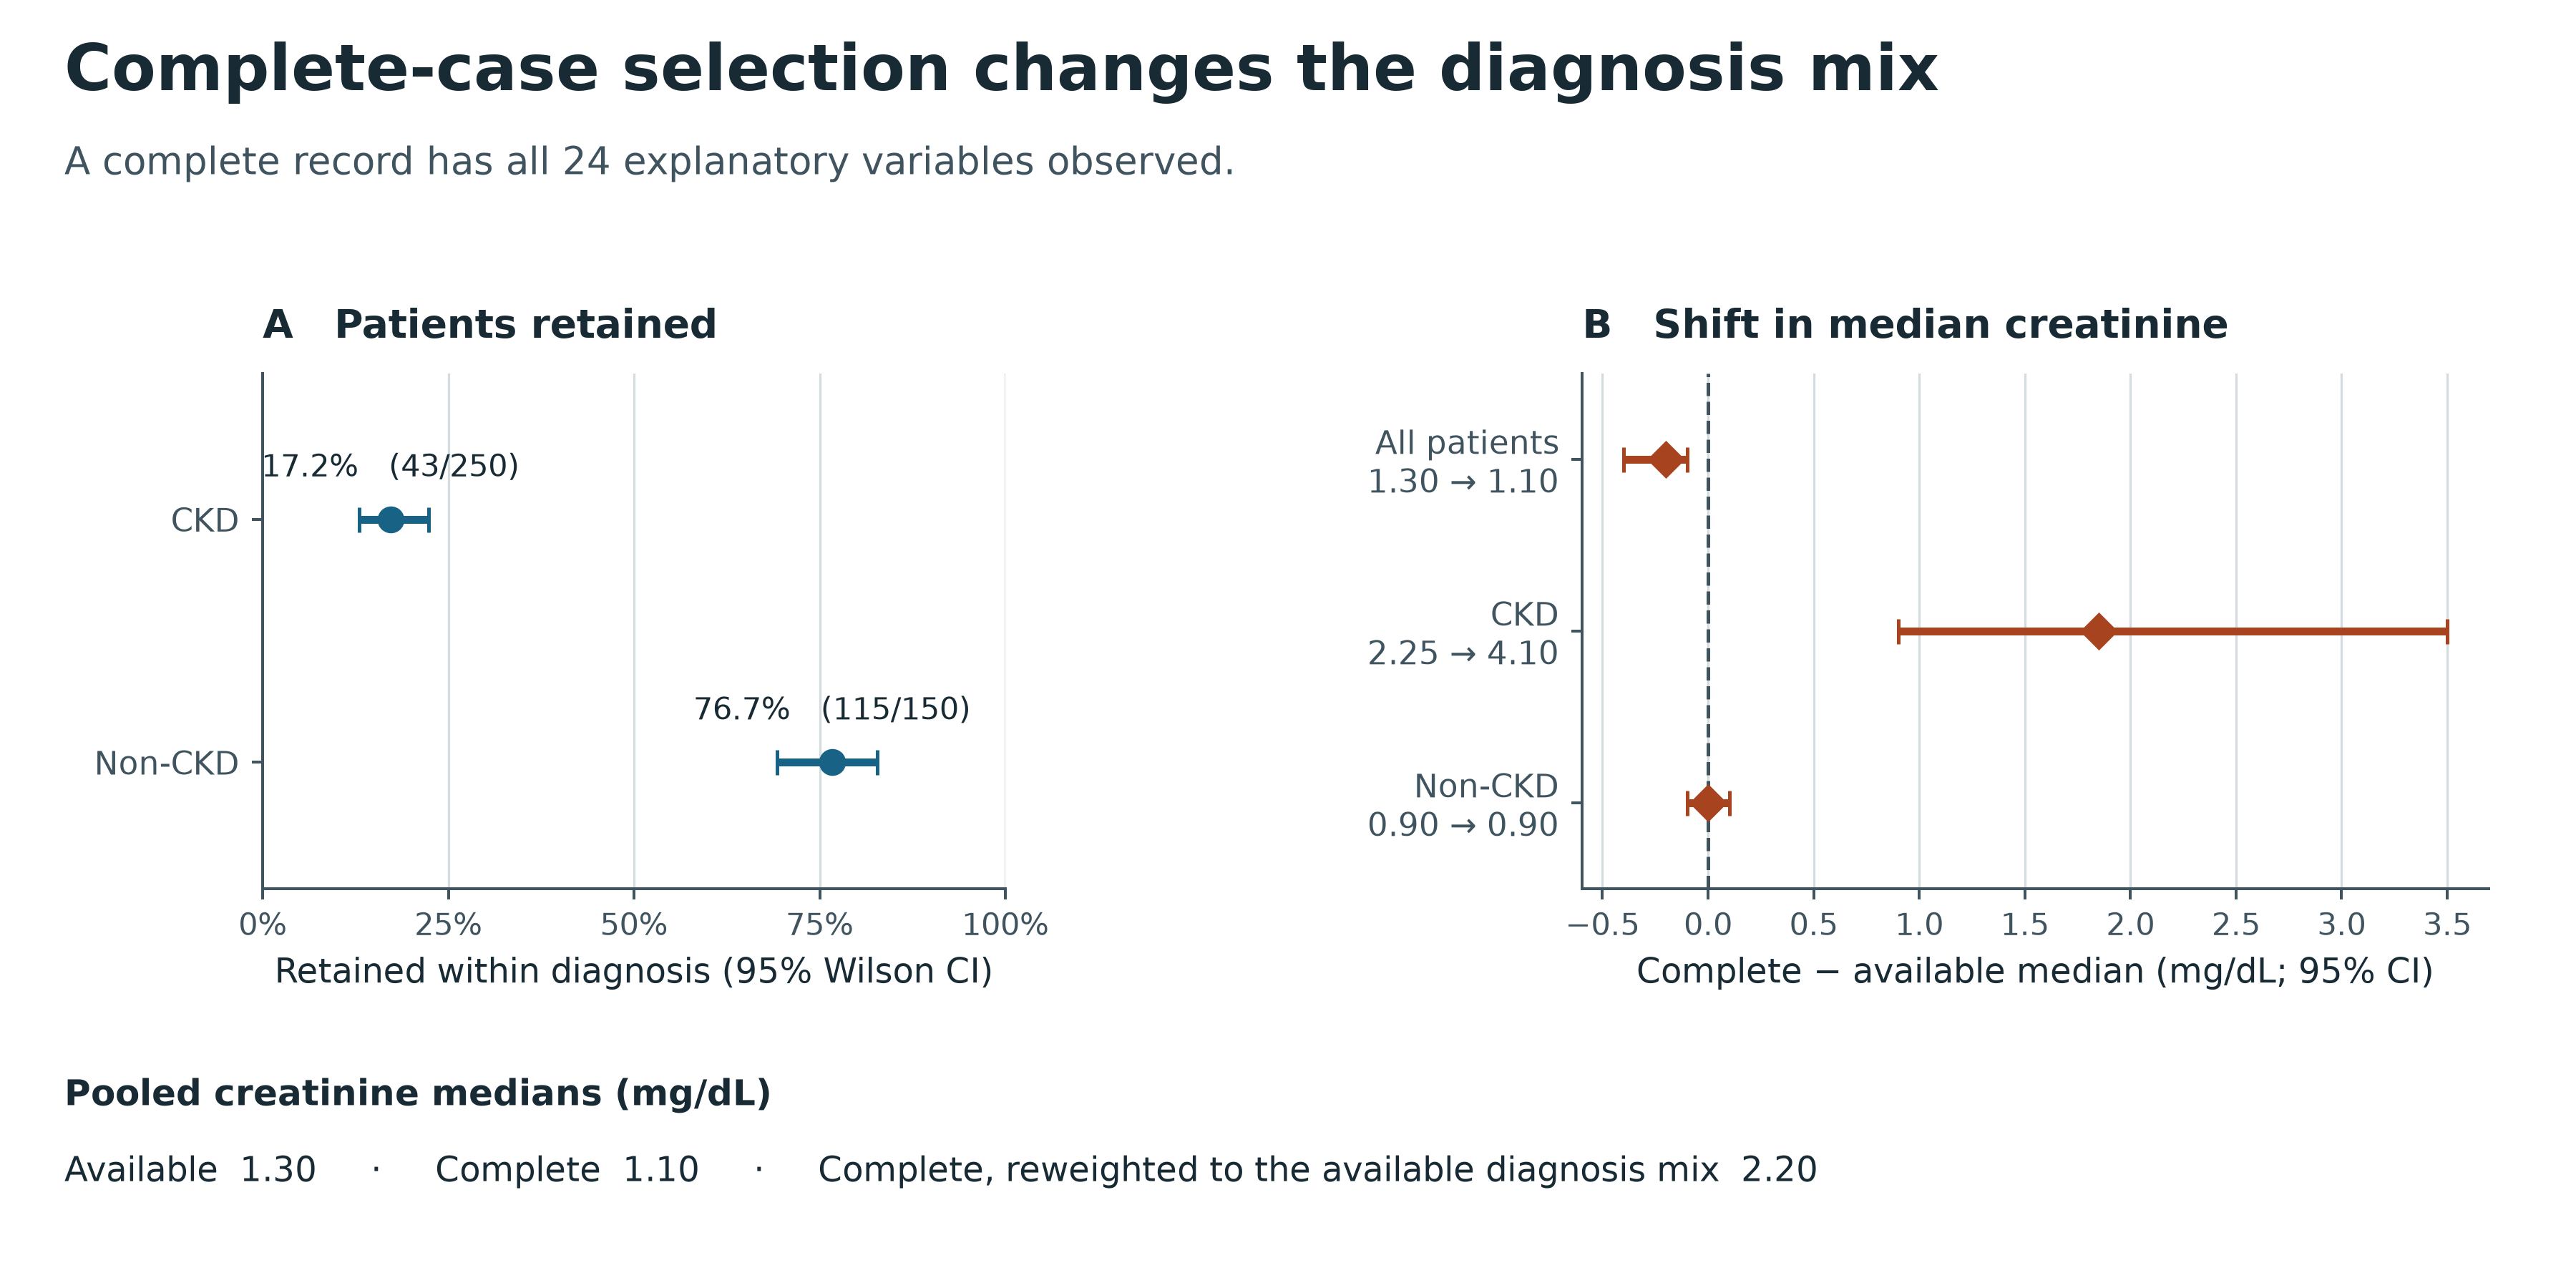 Complete-case selection changes the diagnosis mix
A complete record has all 24 explanatory variables observed.
A Patients retained
17.2% (43/250)
CKD
76.7% (115/150)
Non-CKD
0% 25% 50% 75% 100%
Retained within diagnosis (95% Wilson CI)
B Shift in median creatinine
All patients
1.30 → 1.10
CKD
2.25 → 4.10
Non-CKD
0.90 → 0.90
−0.5 0.0 0.5 1.0 1.5 2.0 2.5 3.0 3.5
Complete − available median (mg/dL; 95% CI)
Pooled creatinine medians (mg/dL)
Available 1.30 · Complete 1.10 · Complete, reweighted to the available diagnosis mix 2.20